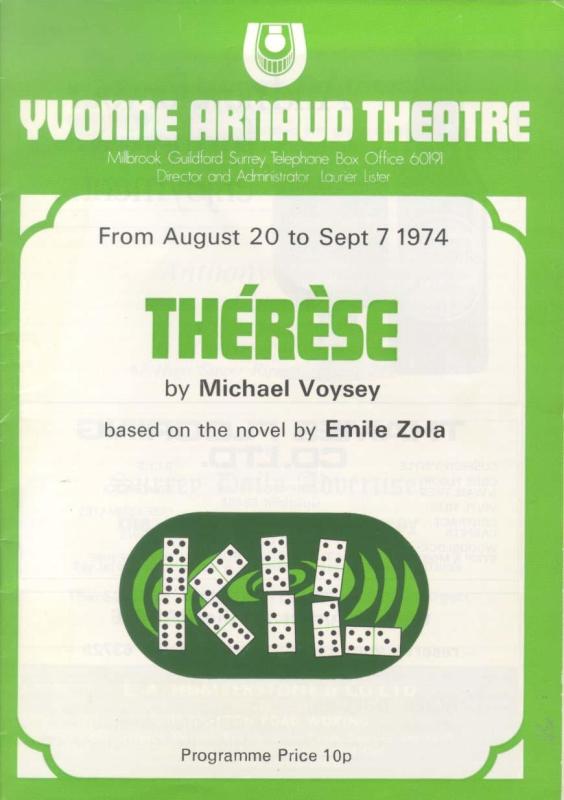 YVONNE ARNAUD THEATRE
Millbrook Guildford Surrey Telephone Box Office 60191
Director and Administrator Laurier Lister
From August 20 to Sept 7 1974
THÉRÈSE
by Michael Voysey
based on the novel by Emile Zola
KIL
Programme Price 10p